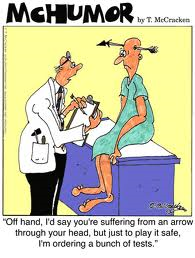 McHUMOR by T. McCracken
"Off hand, I'd say you're suffering from an arrow
through your head, but just to play it safe,
I'm ordering a bunch of tests."